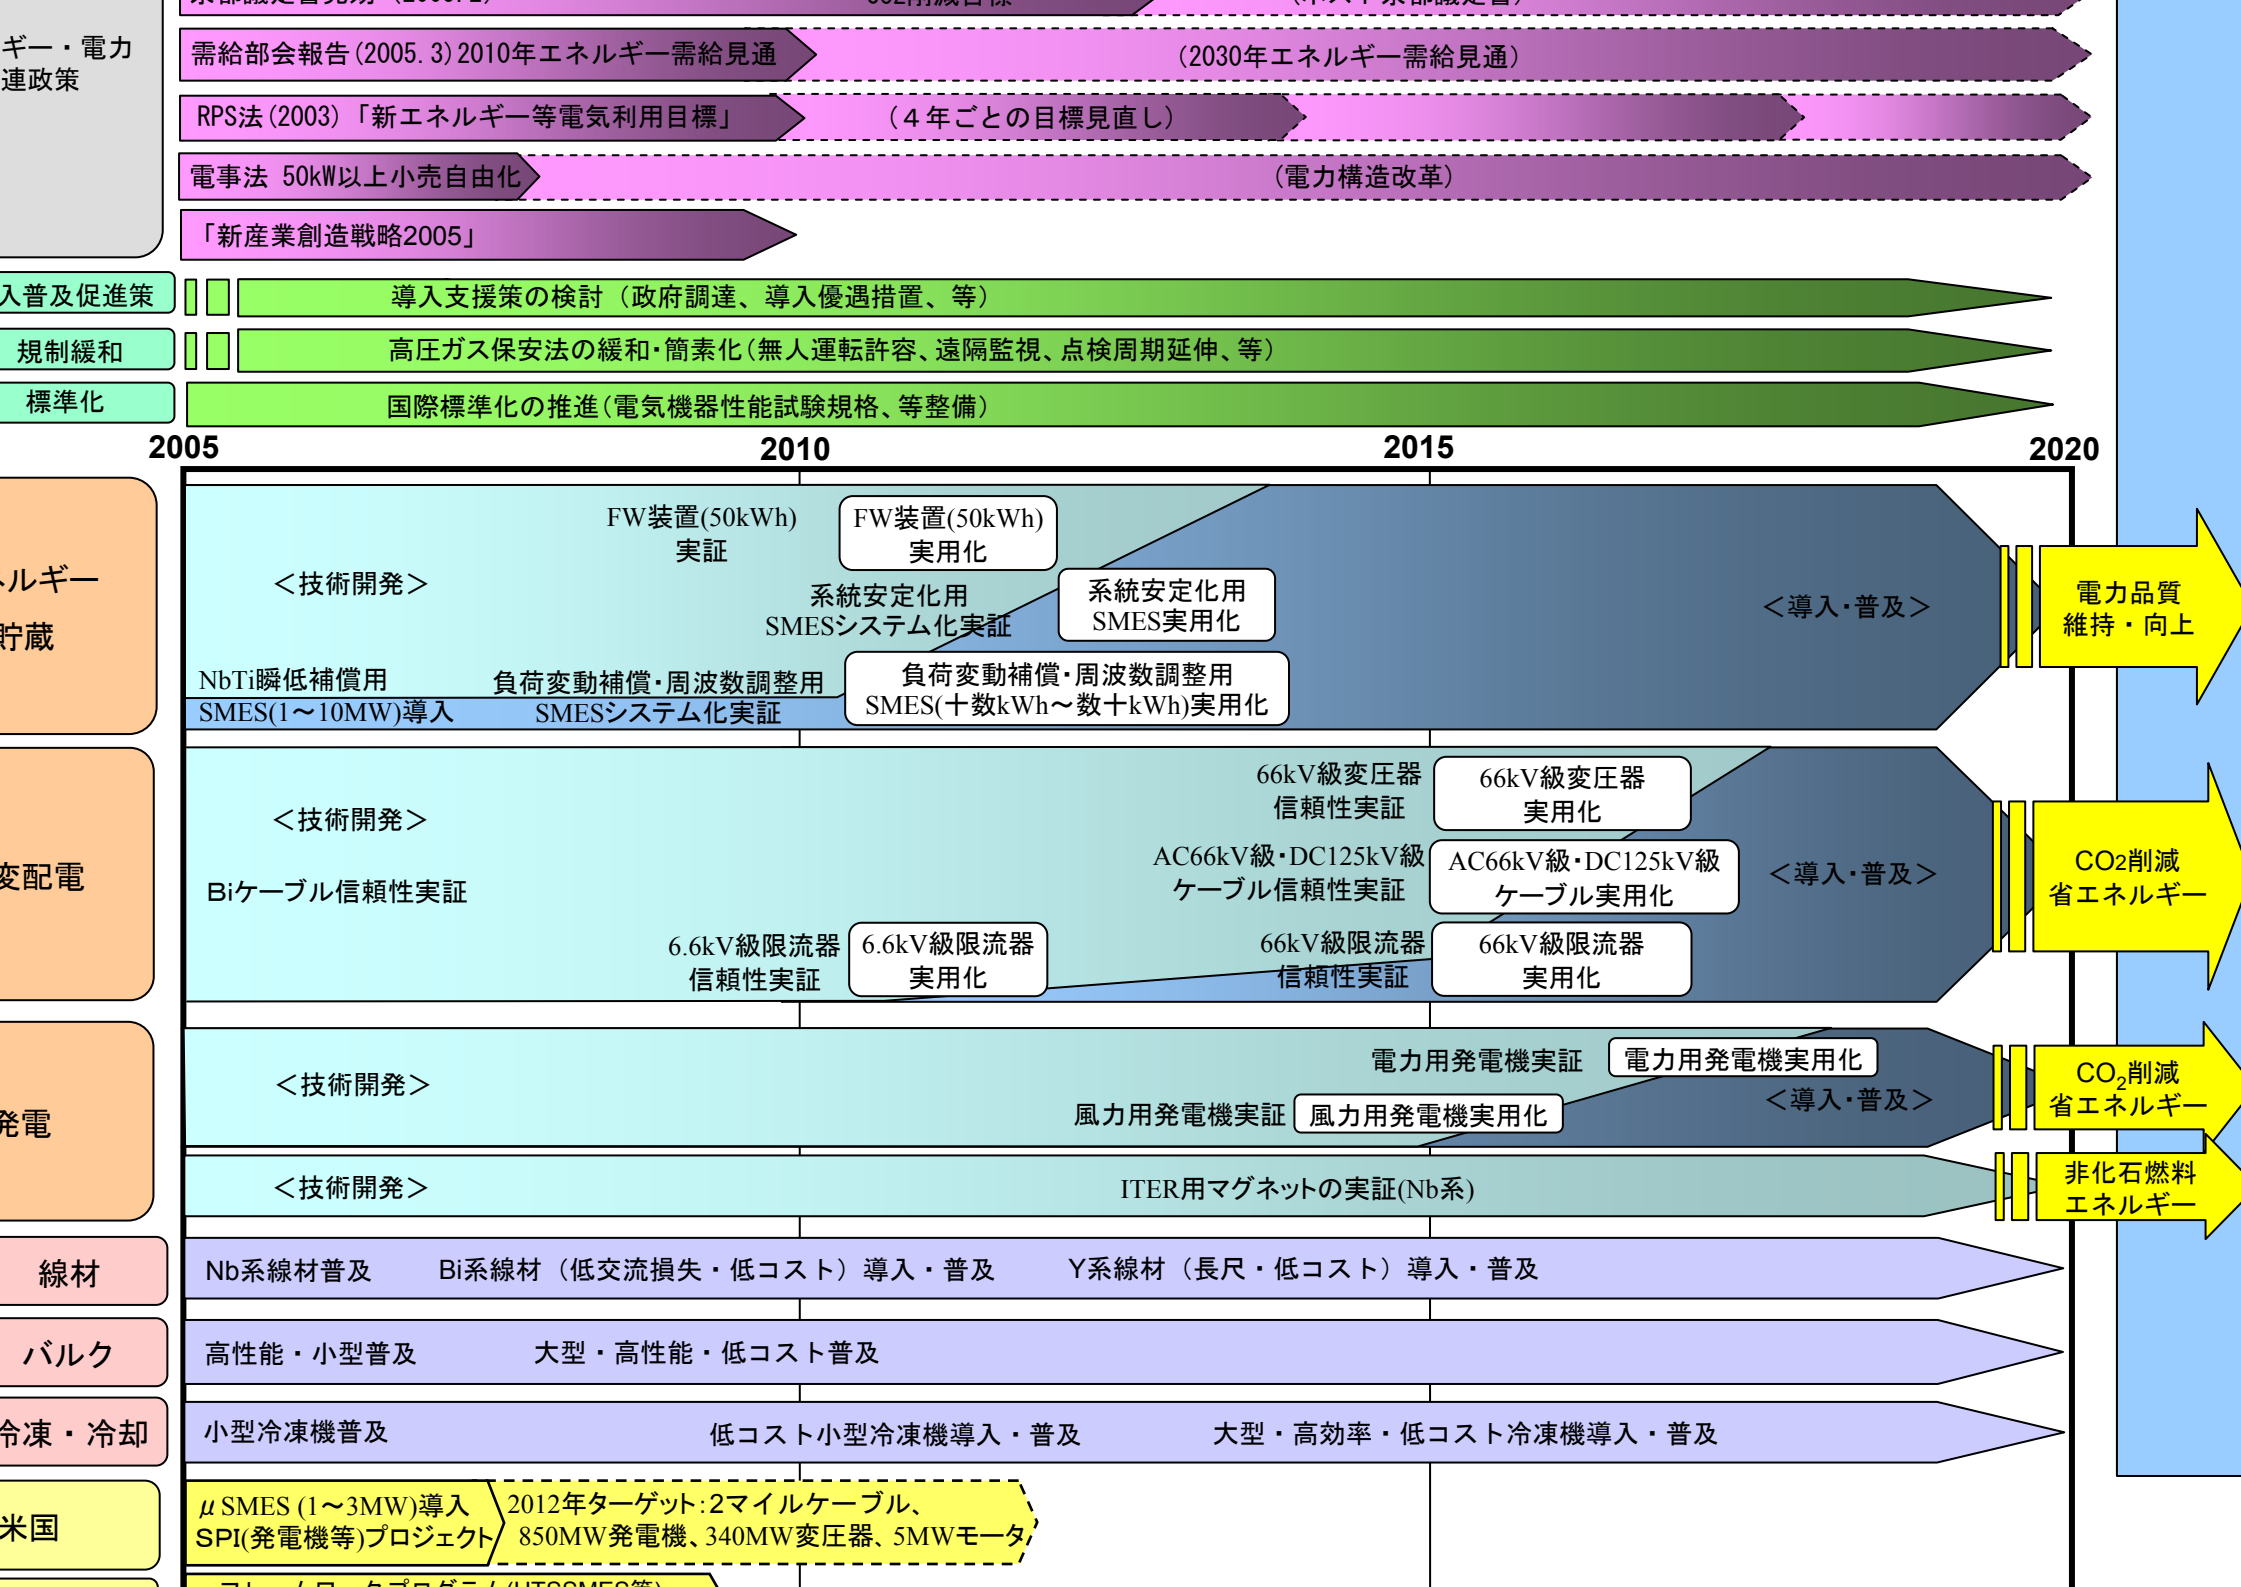 ギー・電力
連政策
需給部会報告(2005.3)2010年エネルギー需給見通
(2030年エネルギー需給見通)
RPS法(2003)「新エネルギー等電気利用目標」
(４年ごとの目標見直し)
電事法 50kW以上小売自由化
(電力構造改革)
「新産業創造戦略2005」
入普及促進策
導入支援策の検討（政府調達、導入優遇措置、等）
規制緩和
高圧ガス保安法の緩和・簡素化（無人運転許容、遠隔監視、点検周期延伸、等）
標準化
国際標準化の推進（電気機器性能試験規格、等整備）
2005
2010
2015
2020
ネルギー
貯蔵
＜技術開発＞
FW装置(50kWh)
実証
FW装置(50kWh)
実用化
系統安定化用
SMESシステム化実証
系統安定化用
SMES実用化
NbTi瞬低補償用
SMES(1～10MW)導入
負荷変動補償・周波数調整用
SMESシステム化実証
負荷変動補償・周波数調整用
SMES(十数kWh～数十kWh)実用化
＜導入・普及＞
電力品質
維持・向上
変配電
＜技術開発＞
Biケーブル信頼性実証
66kV級変圧器
信頼性実証
66kV級変圧器
実用化
AC66kV級・DC125kV級
ケーブル信頼性実証
AC66kV級・DC125kV級
ケーブル実用化
6.6kV級限流器
信頼性実証
6.6kV級限流器
実用化
66kV級限流器
信頼性実証
66kV級限流器
実用化
＜導入・普及＞
CO2削減
省エネルギー
発電
＜技術開発＞
電力用発電機実証
電力用発電機実用化
風力用発電機実証
風力用発電機実用化
＜導入・普及＞
CO₂削減
省エネルギー
＜技術開発＞
ITER用マグネットの実証(Nb系)
非化石燃料
エネルギー
線材
Nb系線材普及
Bi系線材（低交流損失・低コスト）導入・普及
Y系線材（長尺・低コスト）導入・普及
バルク
高性能・小型普及
大型・高性能・低コスト普及
冷凍・冷却
小型冷凍機普及
低コスト小型冷凍機導入・普及
大型・高効率・低コスト冷凍機導入・普及
米国
μSMES (1～3MW)導入
SPI(発電機等)プロジェクト
2012年ターゲット：2マイルケーブル、
850MW発電機、340MW変圧器、5MWモータ